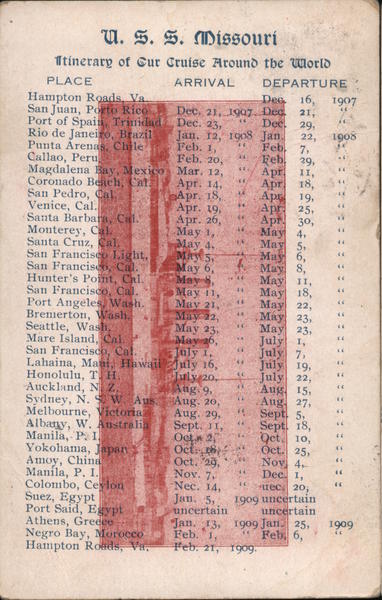 U. S. S. Missouri
Itinerary of Our Cruise Around the World
PLACE ARRIVAL DEPARTURE
Hampton Roads, Va. Dec. 16, 1907
San Juan, Porto Rico Dec. 21, 1907 Dec. 21, "
Port of Spain, Trinidad Dec. 23, " Dec. 29, "
Rio de Janeiro, Brazil Jan. 12, 1908 Jan. 22, 1908
Punta Arenas, Chile Feb. 1, " Feb. 7, "
Callao, Peru Feb. 20, " Feb. 29, "
Magdalena Bay, Mexico Mar. 12, " Apr. 11, "
Coronado Beach, Cal. Apr. 14, " Apr. 18, "
San Pedro, Cal. Apr. 18, " Apr. 19, "
Venice, Cal. Apr. 19, " Apr. 25, "
Santa Barbara, Cal. Apr. 26, " Apr. 30, "
Monterey, Cal. May 1, " May 4, "
Santa Cruz, Cal. May 4, " May 5, "
San Francisco Light, May 5, " May 6, "
San Francisco, Cal. May 6, " May 8, "
Hunter's Point, Cal. May 8, " May 11, "
San Francisco, Cal. May 11, " May 18, "
Port Angeles, Wash. May 21, " May 22, "
Bremerton, Wash. May 22, " May 23, "
Seattle, Wash. May 23, " May 23, "
Mare Island, Cal. May 26, " July 1, "
San Francisco, Cal. July 1, " July 7, "
Lahaina, Maui, Hawaii July 16, " July 19, "
Honolulu, T. H. July 20, " July 22, "
Auckland, N. Z. Aug. 9, " Aug. 15, "
Sydney, N. S. W. Aus. Aug. 20, " Aug. 27, "
Melbourne, Victoria Aug. 29, " Sept. 5, "
Albany, W. Australia Sept. 11, " Sept. 18, "
Manila, P. I. Oct. 2, " Oct. 10, "
Yokohama, Japan Oct. 18, " Oct. 25, "
Amoy, China Oct. 29, " Nov. 4, "
Manila, P. I. Nov. 7, " Dec. 1, "
Colombo, Ceylon Nec. 14, " uec. 20, "
Suez, Egypt Jan. 5, 1909 uncertain
Port Said, Egypt uncertain uncertain
Athens, Greece Jan. 13, 1909 Jan. 25, 1909
Negro Bay, Morocco Feb. 1, " Feb. 6, "
Hampton Roads, Va. Feb. 21, 1909.